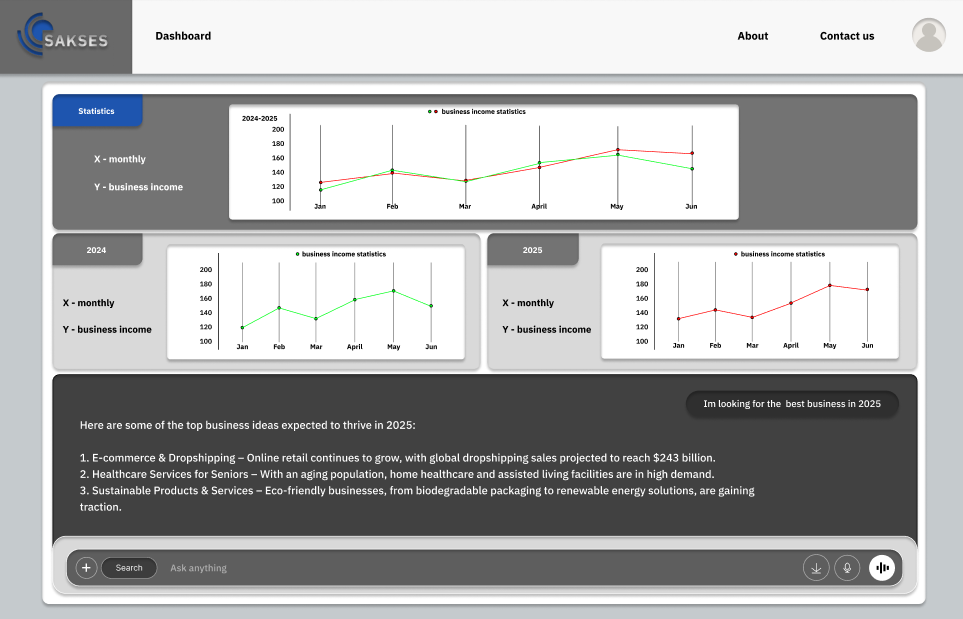 SAKSES
Dashboard
About
Contact us
Statistics
X - monthly
Y - business income
business income statistics
2024-2025
200
180
160
140
120
100
Jan
Feb
Mar
April
May
Jun
2024
X - monthly
Y - business income
business income statistics
200
180
160
140
120
100
Jan
Feb
Mar
April
May
Jun
2025
X - monthly
Y - business income
business income statistics
200
180
160
140
120
100
Jan
Feb
Mar
April
May
Jun
Im looking for the best business in 2025
Here are some of the top business ideas expected to thrive in 2025:
1. E-commerce & Dropshipping – Online retail continues to grow, with global dropshipping sales projected to reach $243 billion.
2. Healthcare Services for Seniors – With an aging population, home healthcare and assisted living facilities are in high demand.
3. Sustainable Products & Services – Eco-friendly businesses, from biodegradable packaging to renewable energy solutions, are gaining
traction.
Search
Ask anything